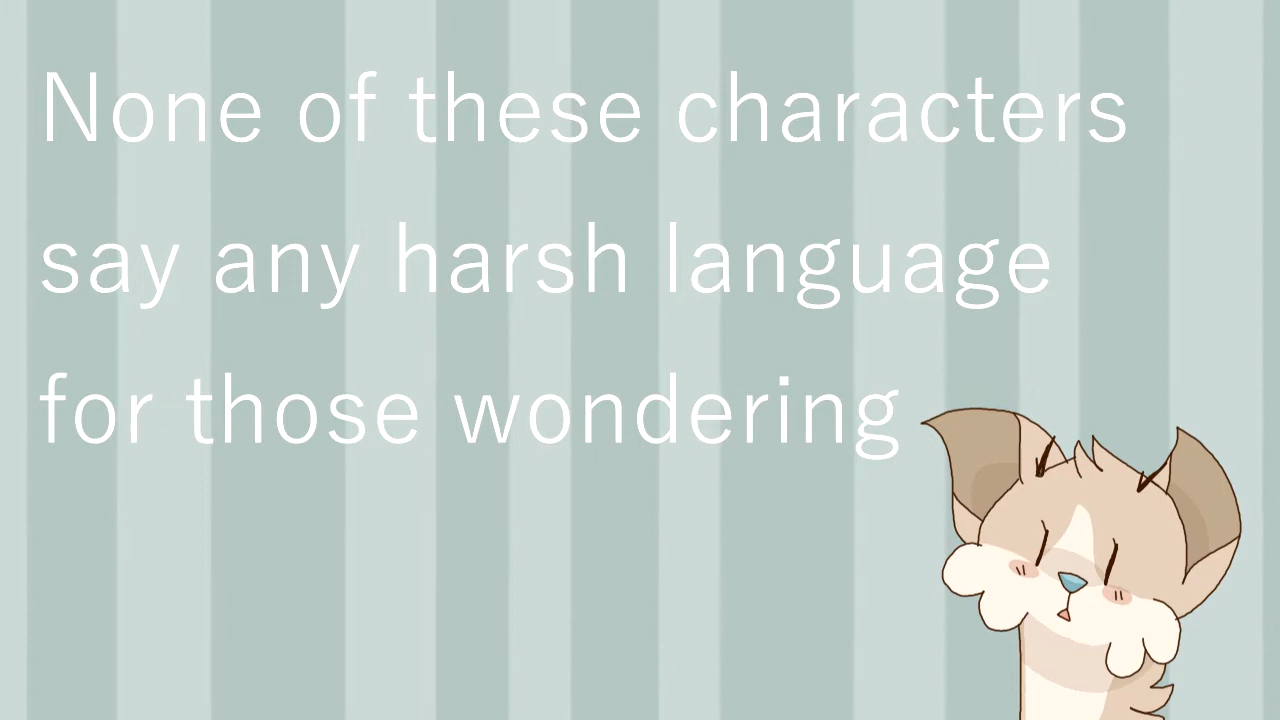 None of these characters
say any harsh language
for those wondering